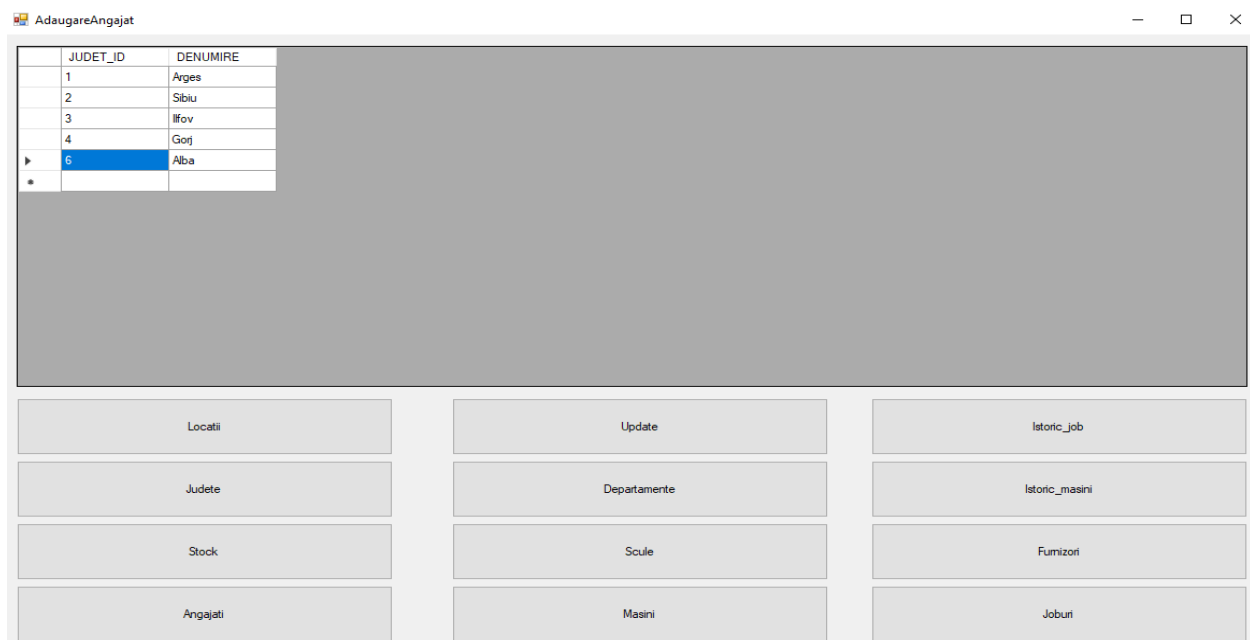 AdaugareAngajat
JUDET_ID DENUMIRE
1 Arges
2 Sibiu
3 Ilfov
4 Gorj
6 Alba
Locatii Update Istoric_job
Judete Departamente Istoric_masini
Stock Scule Furnizori
Angajati Masini Joburi